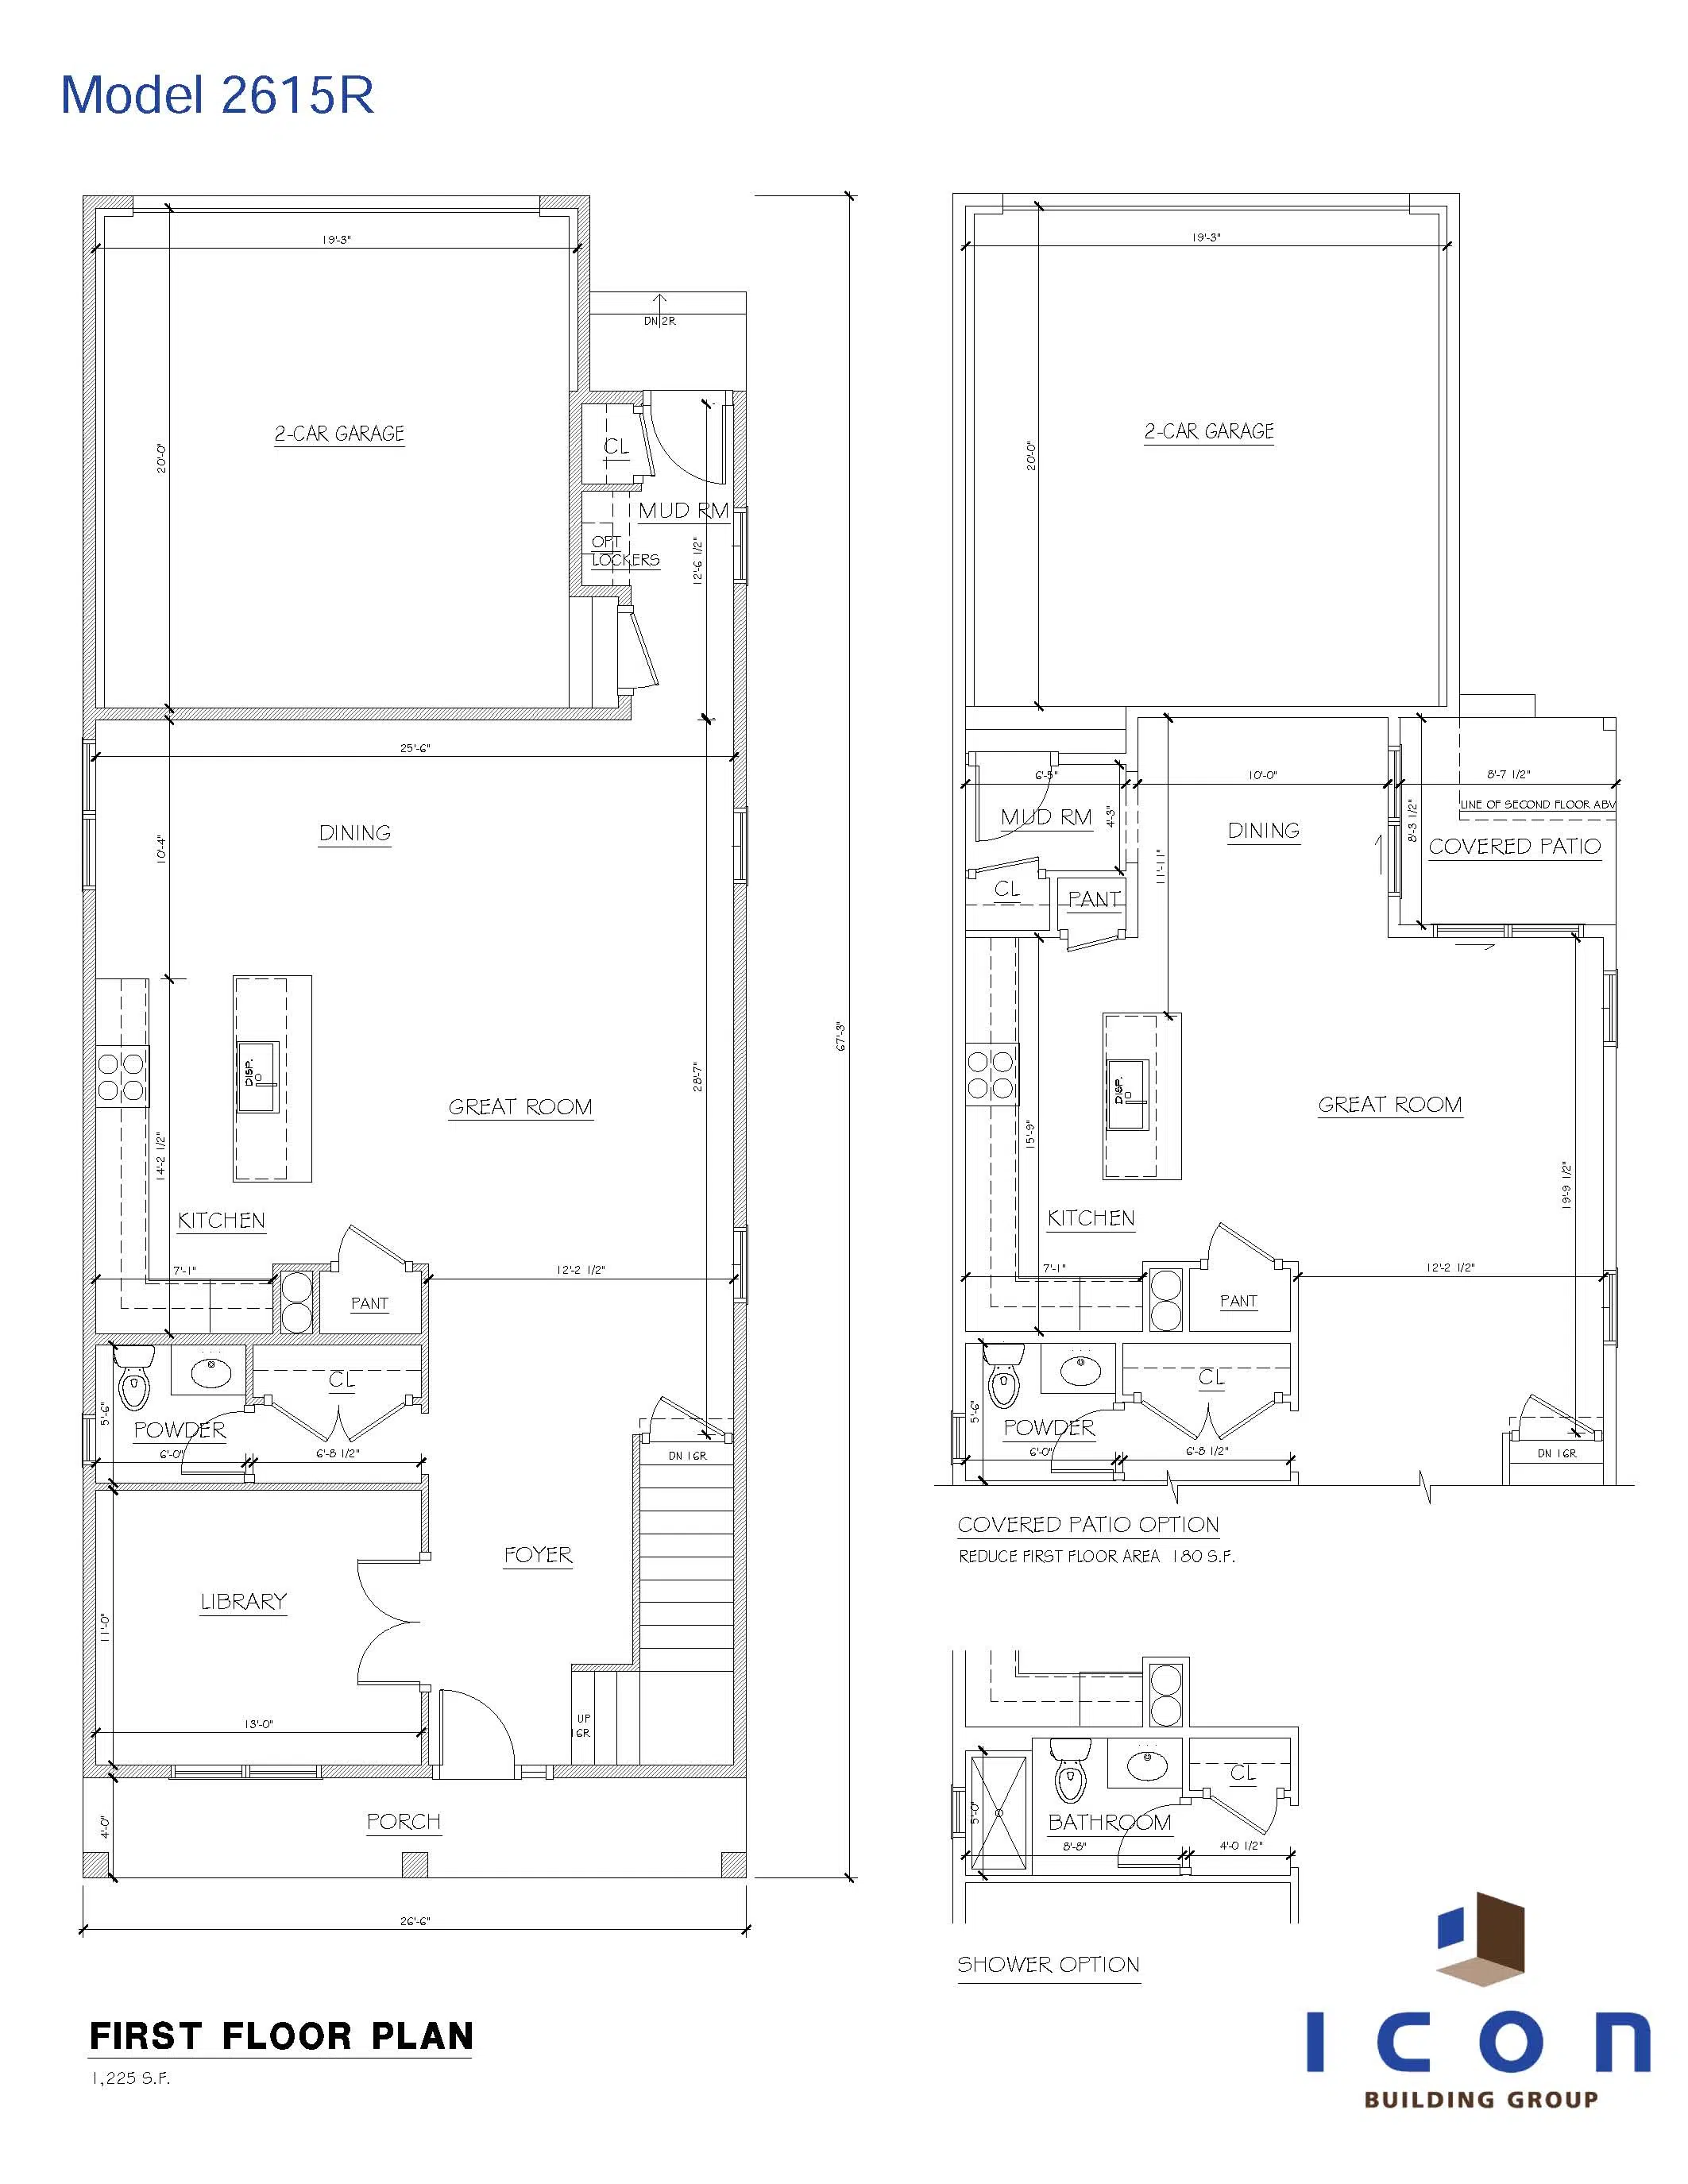 Model 2615R
19'-3"
DN 2R
2-CAR GARAGE
20'-0"
CL
MUD RM
OPT
LOCKERS
12'-6 1/2"
25'-6"
DINING
10'-4"
67'-3"
28'-7"
DISP.
GREAT ROOM
14'-2 1/2"
KITCHEN
7'-1"
12'-2 1/2"
PANT
CL
5'-6"
POWDER
6'-0"
6'-8 1/2"
DN 16R
FOYER
LIBRARY
11'-0"
13'-0"
UP
16R
PORCH
4'-0"
26'-6"
FIRST FLOOR PLAN
1,225 S.F.
19'-3"
2-CAR GARAGE
20'-0"
6'-5"
10'-0"
8'-7 1/2"
LINE OF SECOND FLOOR ABV
MUD RM
4'-3"
DINING
8'-3 1/2"
COVERED PATIO
11'-11"
CL
PANT
DISP.
GREAT ROOM
15'-9"
19'-9 1/2"
KITCHEN
7'-1"
12'-2 1/2"
PANT
CL
5'-6"
POWDER
6'-0"
6'-8 1/2"
DN 16R
COVERED PATIO OPTION
REDUCE FIRST FLOOR AREA 180 S.F.
CL
5'-0"
BATHROOM
8'-8"
4'-0 1/2"
SHOWER OPTION
ICON
BUILDING GROUP